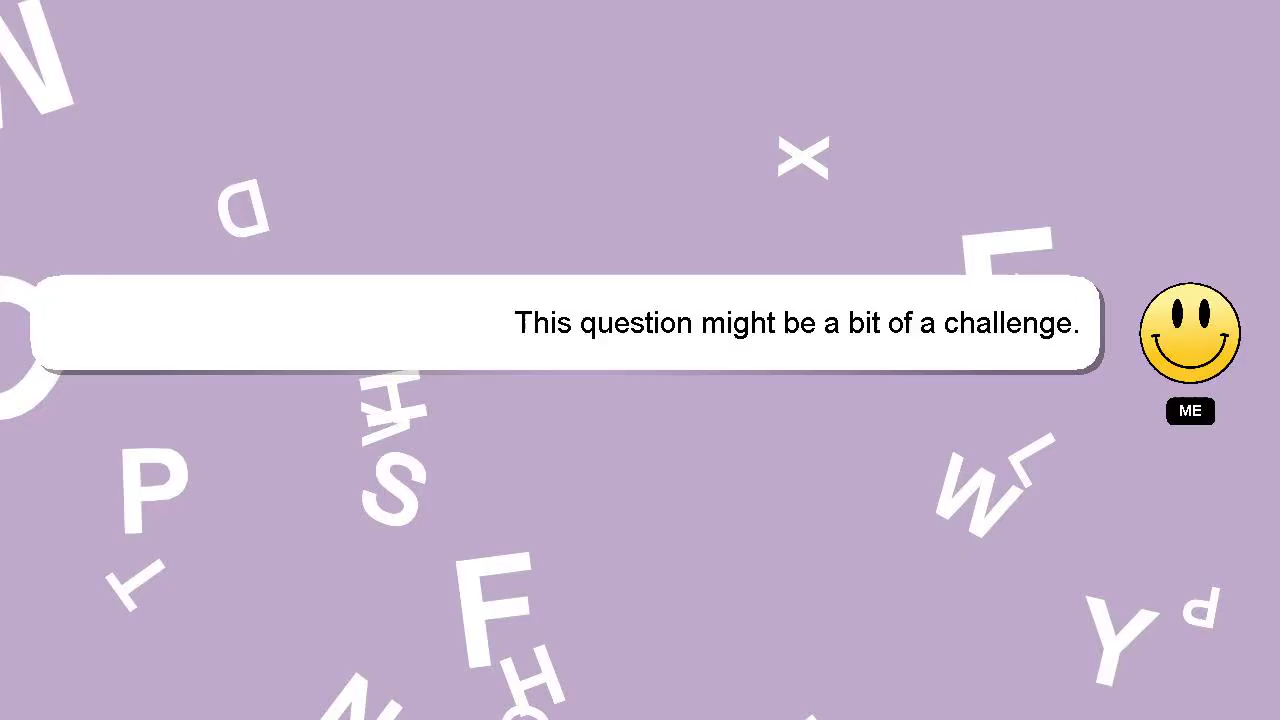 N
D
X
F
This question might be a bit of a challenge.
ME
H
P
S
L
W
T
F
Y
P
H
N